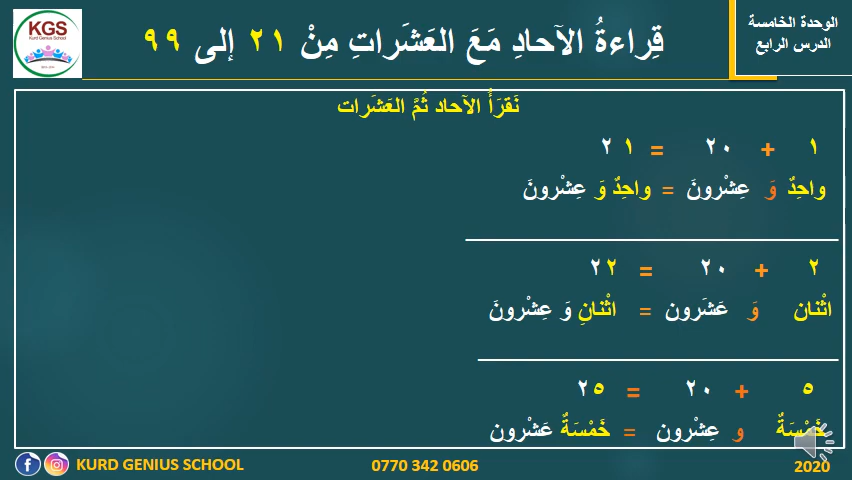 الوحدة الخامسة
الدرس الرابع
قِراءةُ الآحادِ مَعَ العَشَراتِ مِنْ ٢١ إلى ٩٩
KGS
Kurd Genius School
نَقرَأُ الآحاد ثُمَّ العَشَرات
١ + ٢٠ = ٢١
واحِدٌ وَ عِشْرونَ = واحِدٌ وَ عِشْرونَ
٢ + ٢٠ = ٢٢
اثْنان وَ عَشَرون = اثْنانِ وَ عِشْرونَ
٥ + ٢٠ = ٢٥
خَمْسَةٌ و عِشْرون = خَمْسَةٌ عَشْرون
KURD GENIUS SCHOOL 0770 342 0606 2020